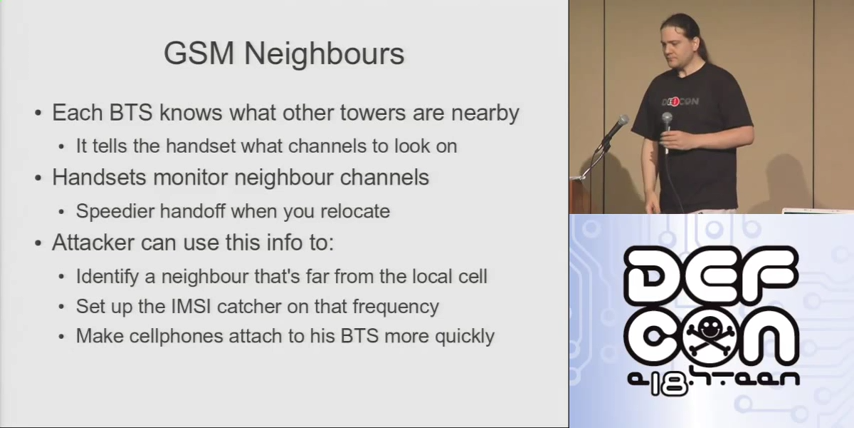 GSM Neighbours
• Each BTS knows what other towers are nearby
• It tells the handset what channels to look on
• Handsets monitor neighbour channels
• Speedier handoff when you relocate
• Attacker can use this info to:
• Identify a neighbour that's far from the local cell
• Set up the IMSI catcher on that frequency
• Make cellphones attach to his BTS more quickly
DEFCON
DEF
CON
e18h-teen